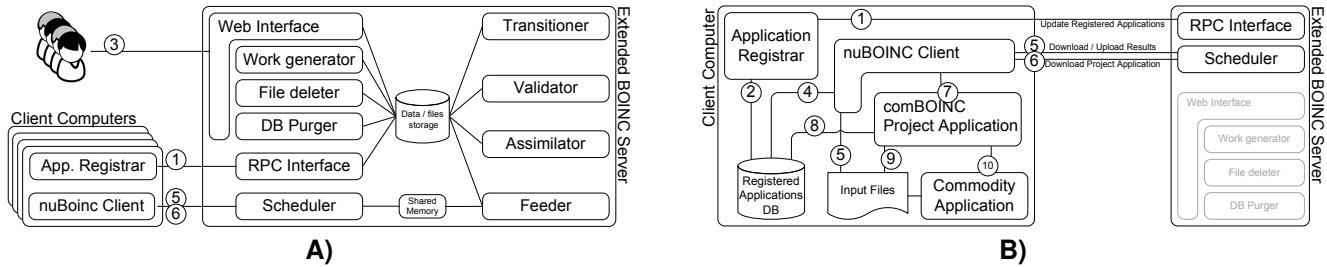 Web Interface
Transitioner
Extended BOINC Server
3
Work generator
File deleter
Data / files
storage
Validator
Client Computers
DB Purger
Assimilator
App. Registrar
1
RPC Interface
nuBoinc Client
5
6
Scheduler
Shared
Memory
Feeder
A)
Client Computer
Application
Registrar
1
Update Registered Applications
RPC Interface
Extended BOINC Server
nuBOINC Client
5
Download / Upload Results
6
Download Project Application
Scheduler
2
4
7
comBOINC
Project Application
Web Interface
8
Work generator
5
9
10
File deleter
Registered
Applications
DB
Input Files
Commodity
Application
DB Purger
B)